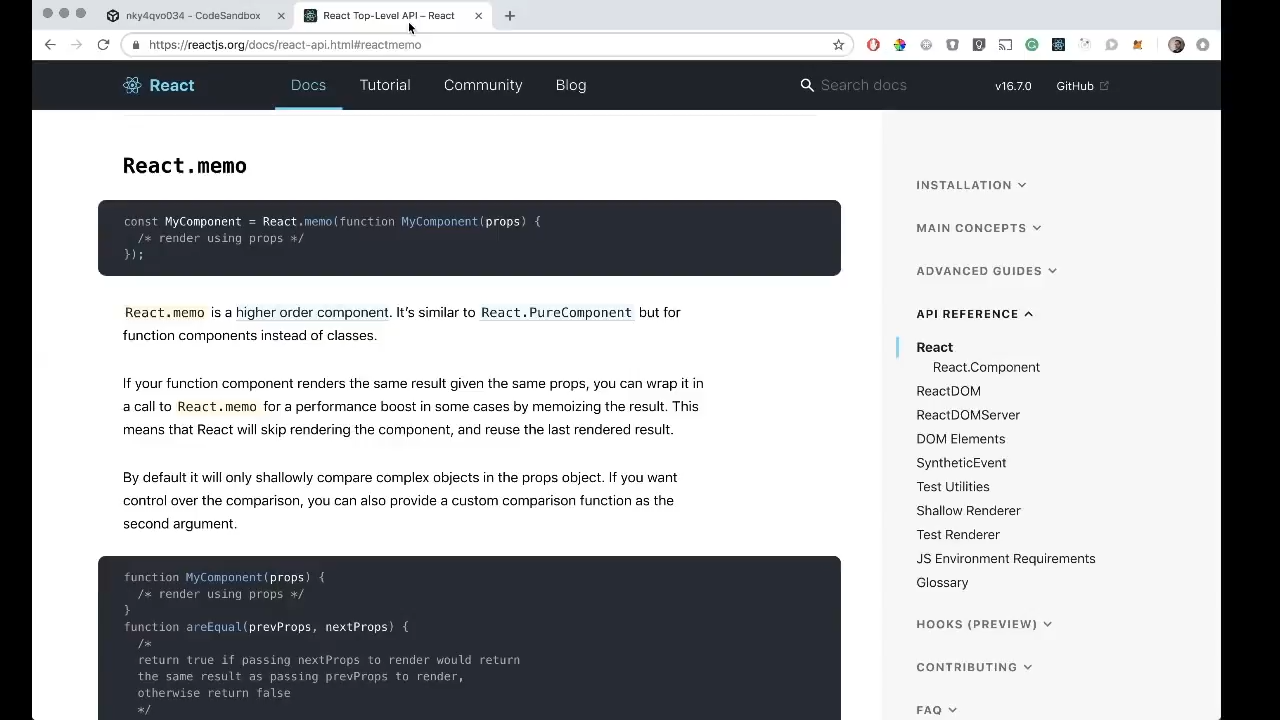 nky4qvo034 - CodeSandbox
React Top-Level API – React
https://reactjs.org/docs/react-api.html#reactmemo
React
Docs
Tutorial
Community
Blog
Search docs
v16.7.0
GitHub
React.memo
const MyComponent = React.memo(function MyComponent(props) {
/* render using props */
});
React.memo is a higher order component. It's similar to React.PureComponent but for
function components instead of classes.
If your function component renders the same result given the same props, you can wrap it in
a call to React.memo for a performance boost in some cases by memoizing the result. This
means that React will skip rendering the component, and reuse the last rendered result.
By default it will only shallowly compare complex objects in the props object. If you want
control over the comparison, you can also provide a custom comparison function as the
second argument.
function MyComponent(props) {
/* render using props */
}
function areEqual(prevProps, nextProps) {
/*
return true if passing nextProps to render would return
the same result as passing prevProps to render,
otherwise return false
*/
INSTALLATION
MAIN CONCEPTS
ADVANCED GUIDES
API REFERENCE
React
React.Component
ReactDOM
ReactDOMServer
DOM Elements
SyntheticEvent
Test Utilities
Shallow Renderer
Test Renderer
JS Environment Requirements
Glossary
HOOKS (PREVIEW)
CONTRIBUTING
FAQ